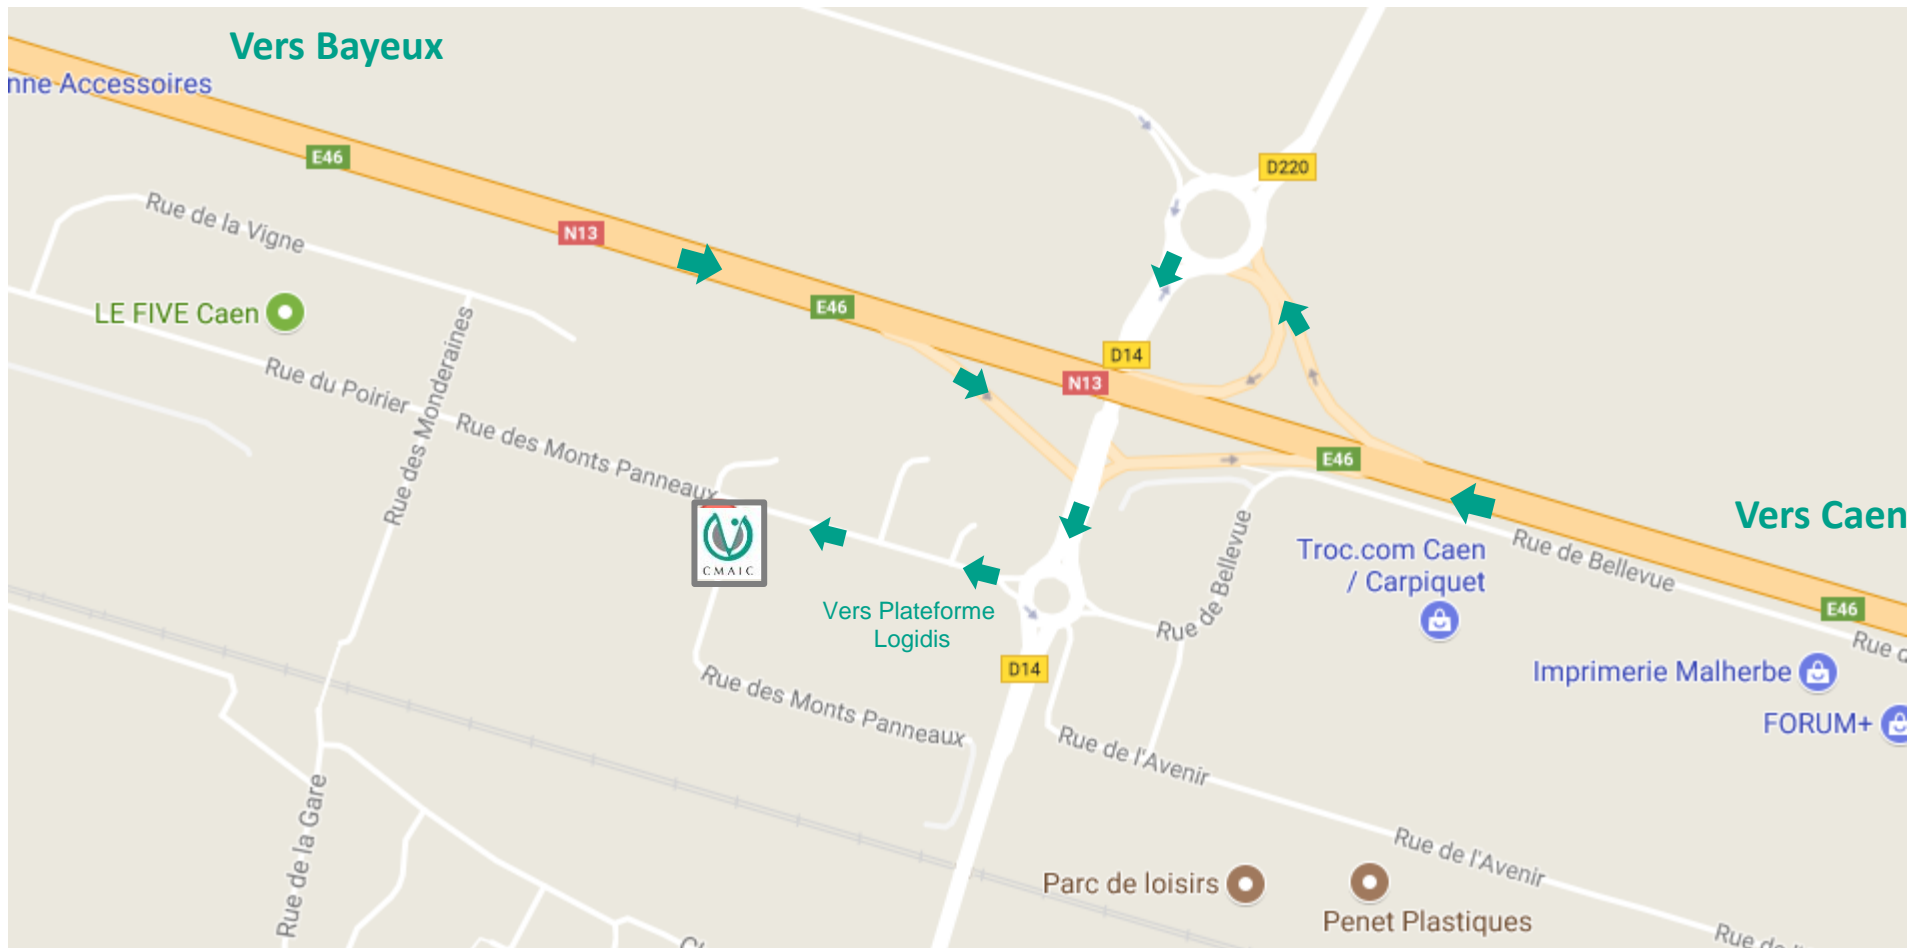 Vers Bayeux
nne Accessoires
E46
D220
Rue de la Vigne
N13
LE FIVE Caen
E46
D14
Rue des Monderaines
Rue du Poirier
N13
Rue des Monts Panneaux
E46
Vers Caen
CMAIC
Rue de Bellevue
Troc.com Caen
/ Carpiquet
Rue de Bellevue
Vers Plateforme
Logidis
E46
Rue d
D14
Imprimerie Malherbe
Rue des Monts Panneaux
FORUM+
Rue de l'Avenir
Rue de la Gare
Rue de l'Avenir
Parc de loisirs
Penet Plastiques
Rue de l'